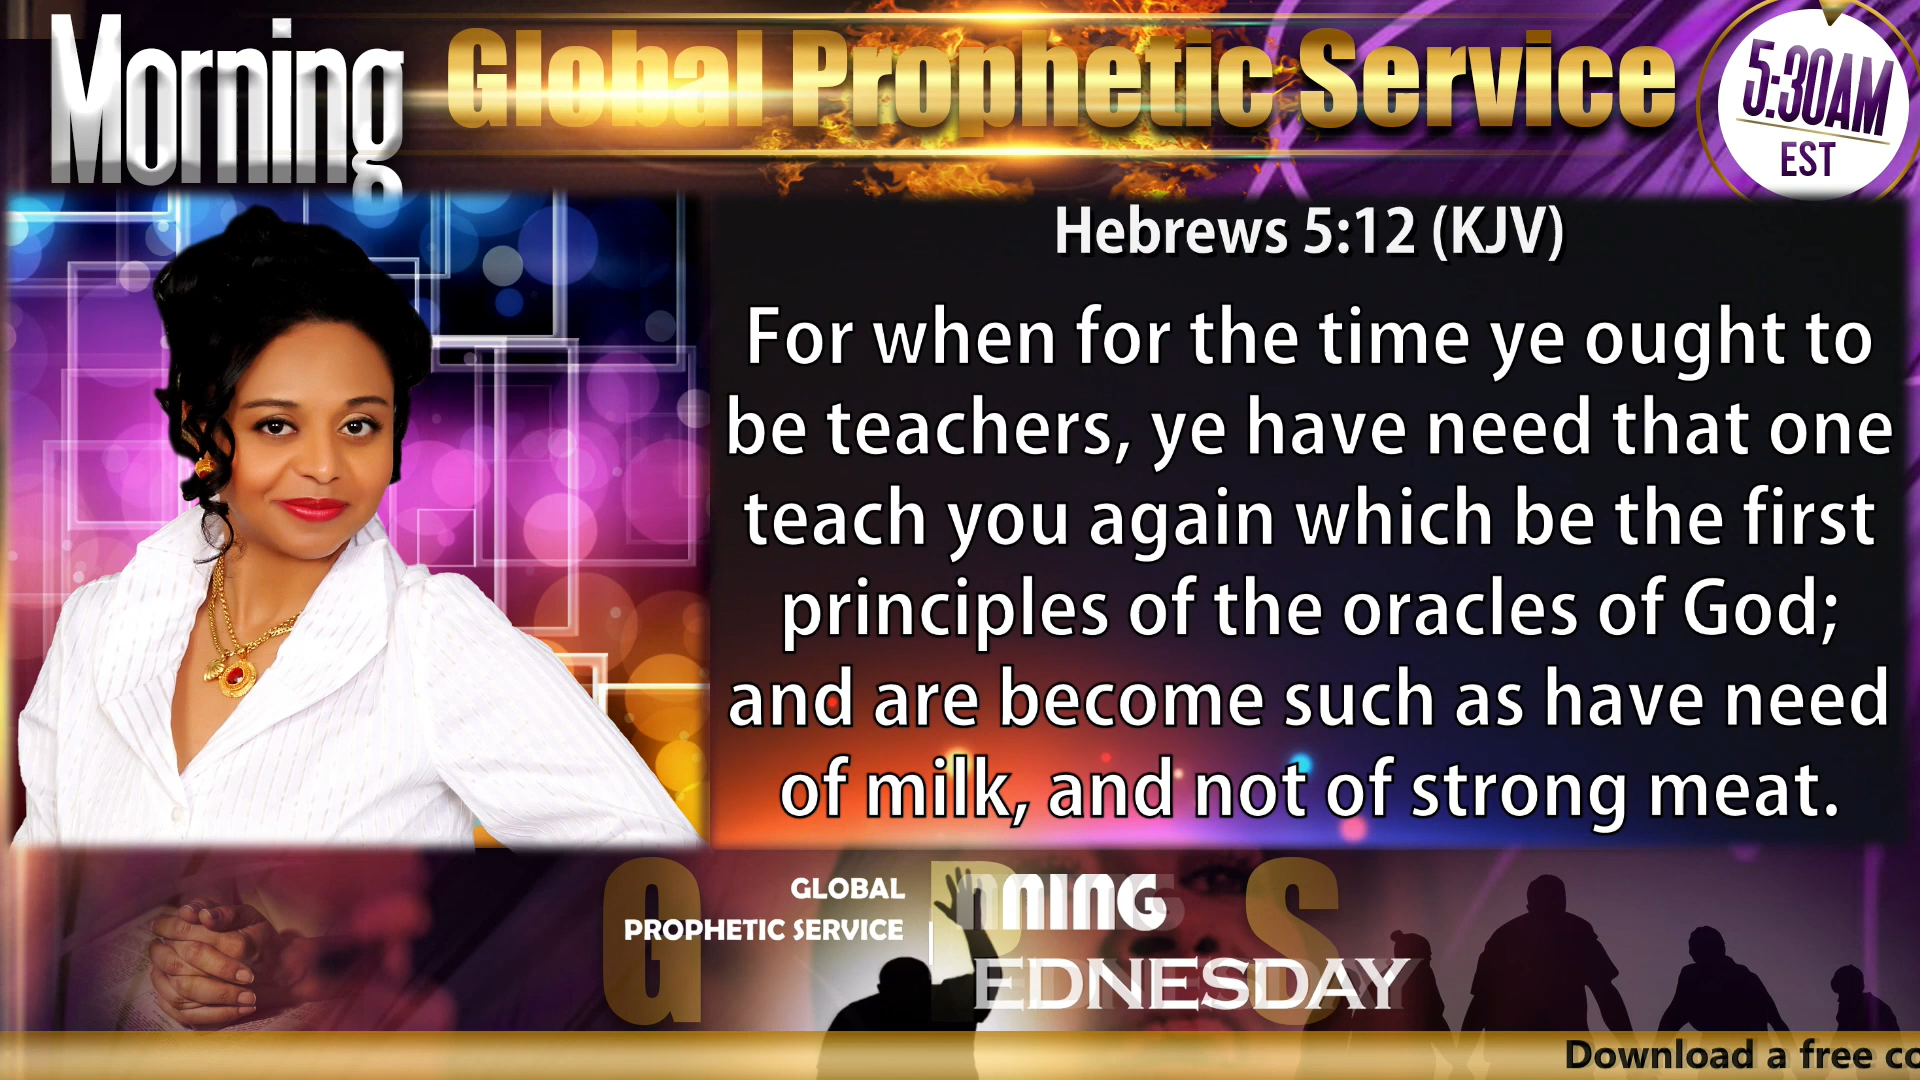 Morning Global Prophetic Service
5:30AM
EST
Hebrews 5:12 (KJV)
For when for the time ye ought to
be teachers, ye have need that one
teach you again which be the first
principles of the oracles of God;
and are become such as have need
of milk, and not of strong meat.
G P S
GLOBAL
PROPHETIC SERVICE
NING
EDNESDAY
Download a free co